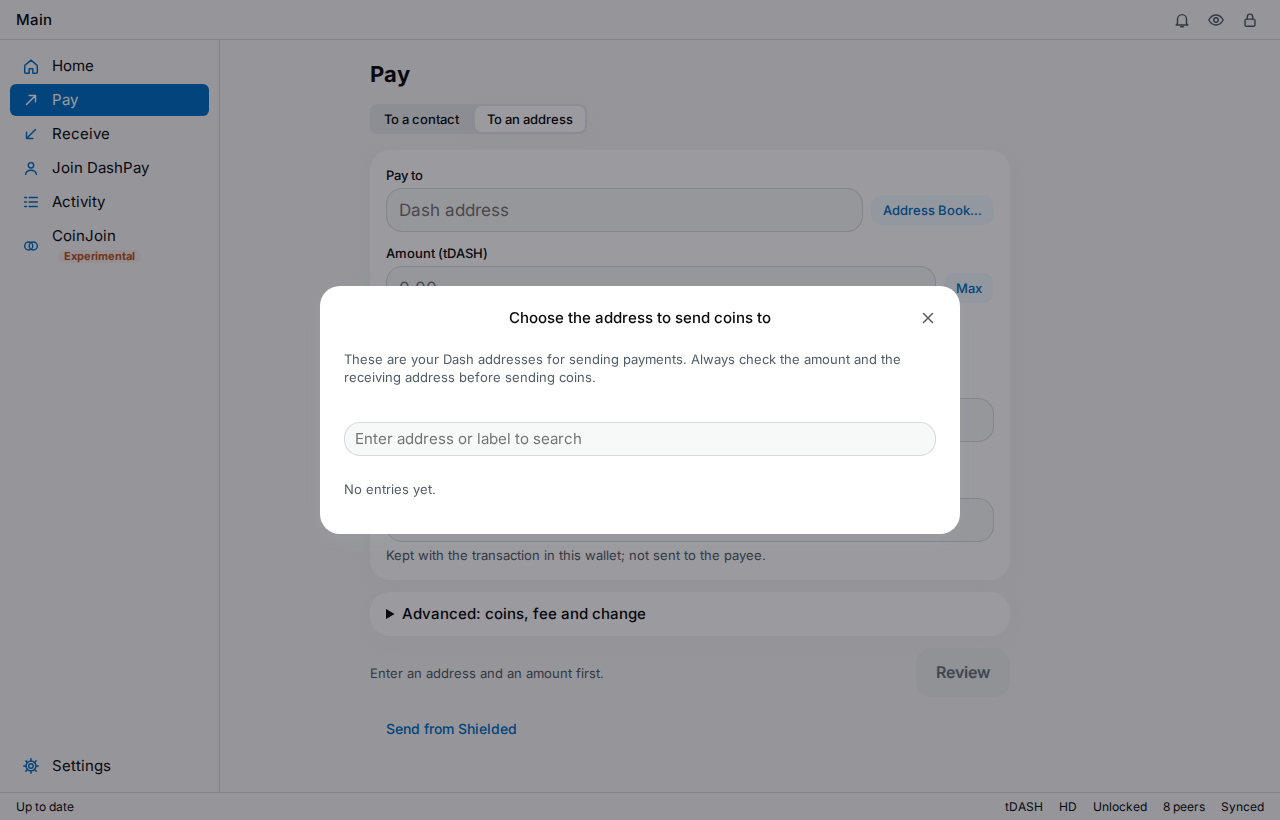 Main
Home
Pay
Receive
Join DashPay
Activity
CoinJoin
Experimental
Settings
Pay
To a contact
To an address
Pay to
Dash address
Address Book...
Amount (tDASH)
Max
Choose the address to send coins to
These are your Dash addresses for sending payments. Always check the amount and the
receiving address before sending coins.
Enter address or label to search
No entries yet.
Kept with the transaction in this wallet; not sent to the payee.
Advanced: coins, fee and change
Enter an address and an amount first.
Review
Send from Shielded
Up to date
tDASH
HD
Unlocked
8 peers
Synced